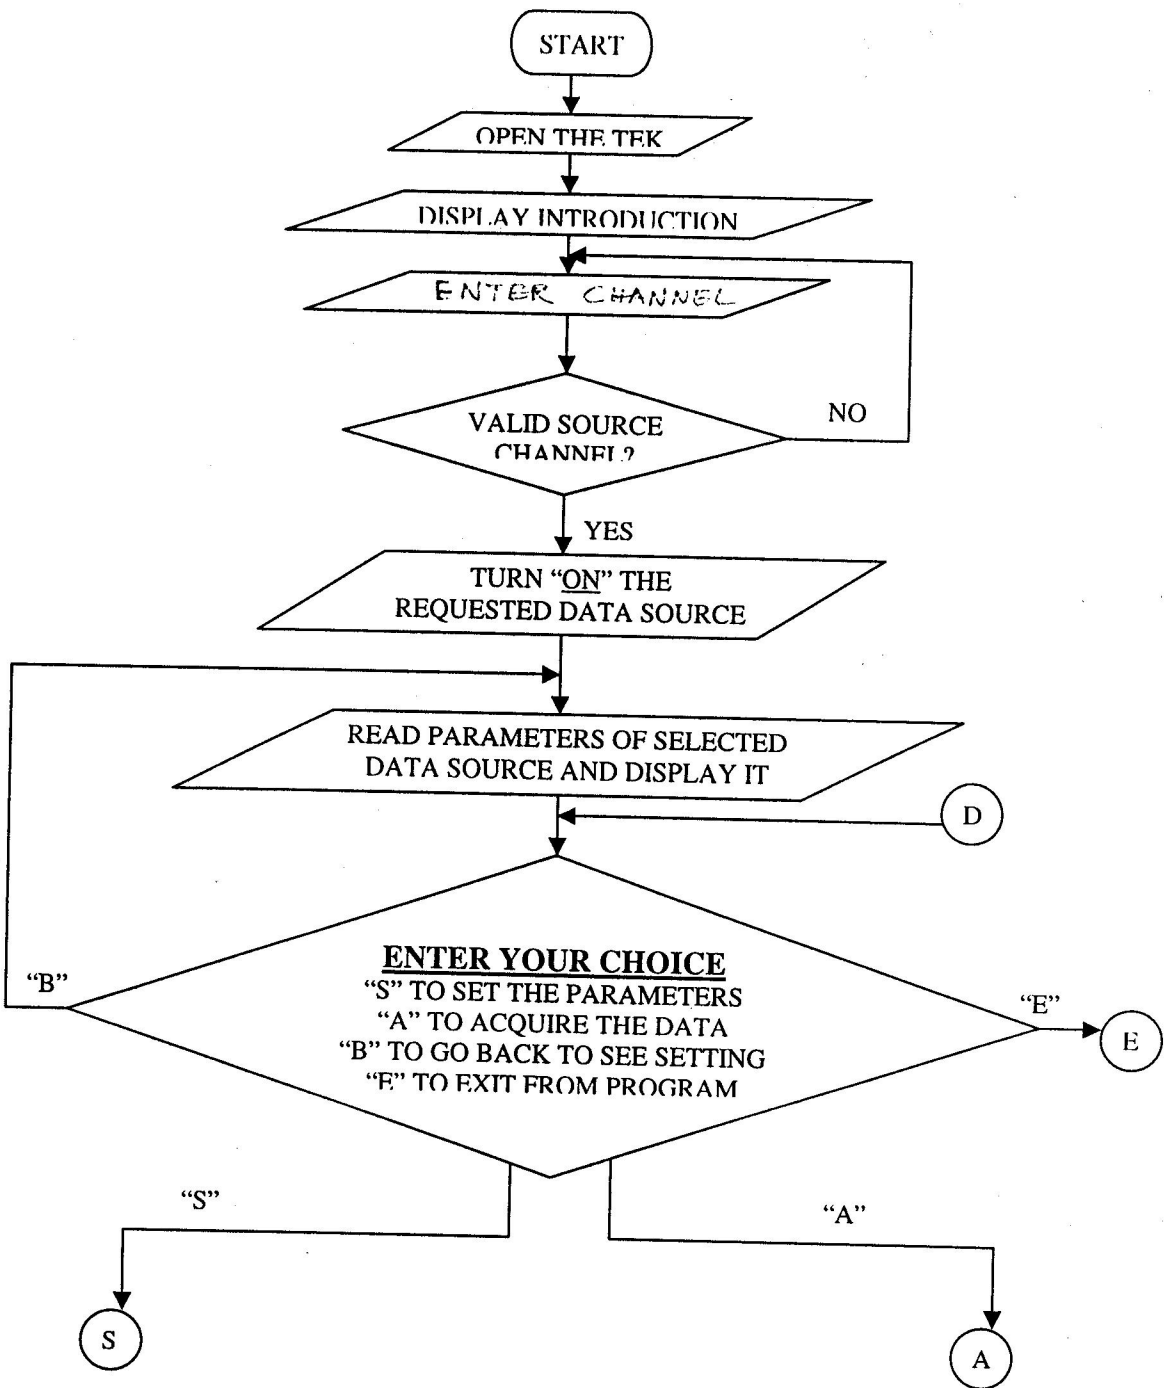 START
OPEN THE TEK
DISPLAY INTRODUCTION
ENTER CHANNEL
VALID SOURCE
CHANNEL?
NO
YES
TURN “ON” THE
REQUESTED DATA SOURCE
READ PARAMETERS OF SELECTED
DATA SOURCE AND DISPLAY IT
D
ENTER YOUR CHOICE
“S” TO SET THE PARAMETERS
“A” TO ACQUIRE THE DATA
“B” TO GO BACK TO SEE SETTING
“E” TO EXIT FROM PROGRAM
“B”
“E”
E
“S”
“A”
S
A